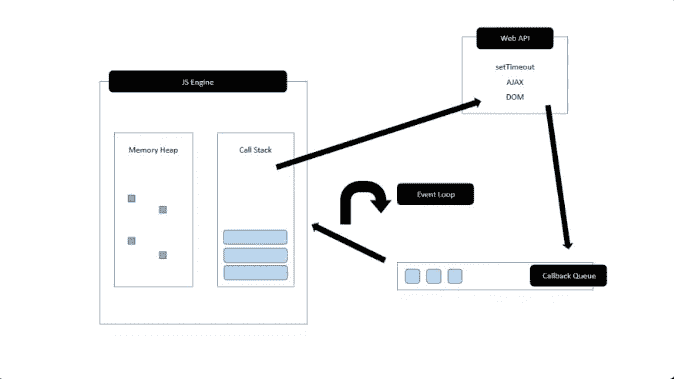 Web API
setTimeout
AJAX
DOM
JS Engine
Memory Heap
Call Stack
Event Loop
Callback Queue